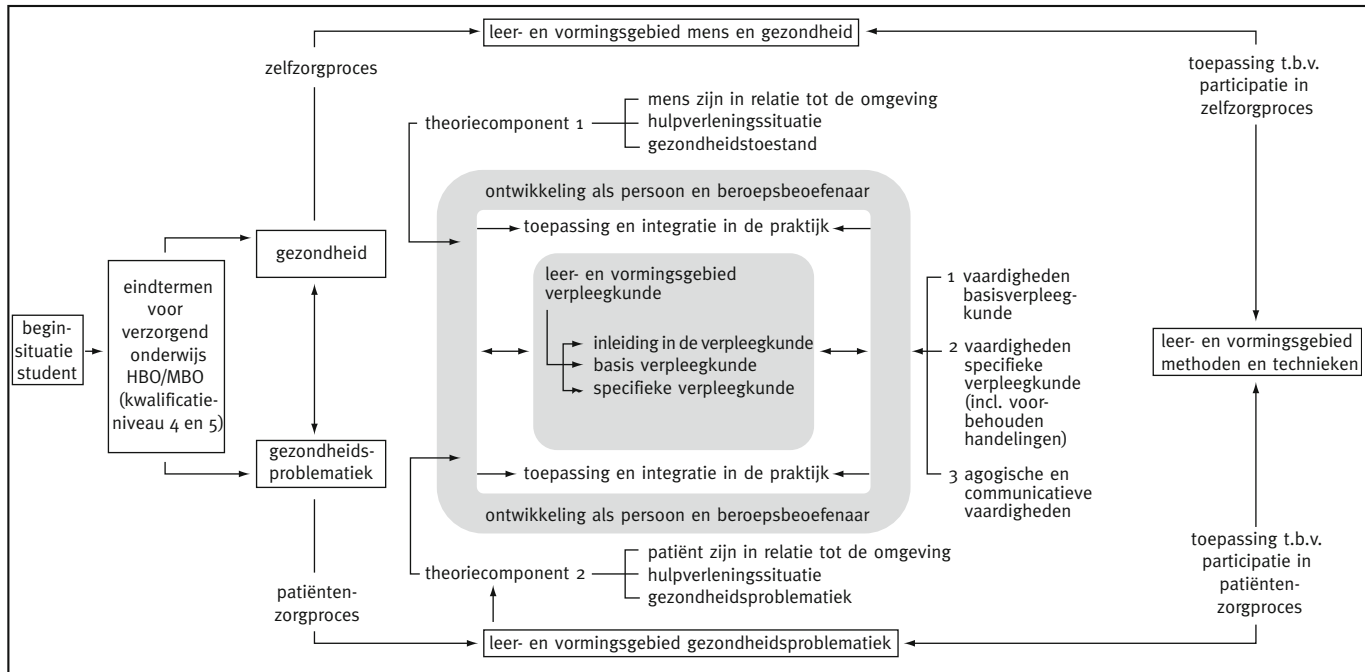 leer- en vormingsgebied mens en gezondheid
zelfzorgproces
toepassing t.b.v.
participatie in
zelfzorgproces
theoriecomponent 1
mens zijn in relatie tot de omgeving
hulpverleningssituatie
gezondheidstoestand
ontwikkeling als persoon en beroepsbeoefenaar
toepassing en integratie in de praktijk
gezondheid
leer- en vormingsgebied
verpleegkunde
inleiding in de verpleegkunde
basis verpleegkunde
specifieke verpleegkunde
begin-
situatie
student
eindtermen
voor
verzorgend
onderwijs
HBO/MBO
(kwalificatie-
niveau 4 en 5)
1 vaardigheden
basisverpleeg-
kunde
2 vaardigheden
specifieke
verpleegkunde
(incl. voor-
behouden
handelingen)
3 agogische en
communicatieve
vaardigheden
leer- en vormingsgebied
methoden en technieken
gezondheids-
problematiek
toepassing en integratie in de praktijk
ontwikkeling als persoon en beroepsbeoefenaar
theoriecomponent 2
patiënt zijn in relatie tot de omgeving
hulpverleningssituatie
gezondheidsproblematiek
patiënten-
zorgproces
toepassing t.b.v.
participatie in
patiënten-
zorgproces
leer- en vormingsgebied gezondheidsproblematiek